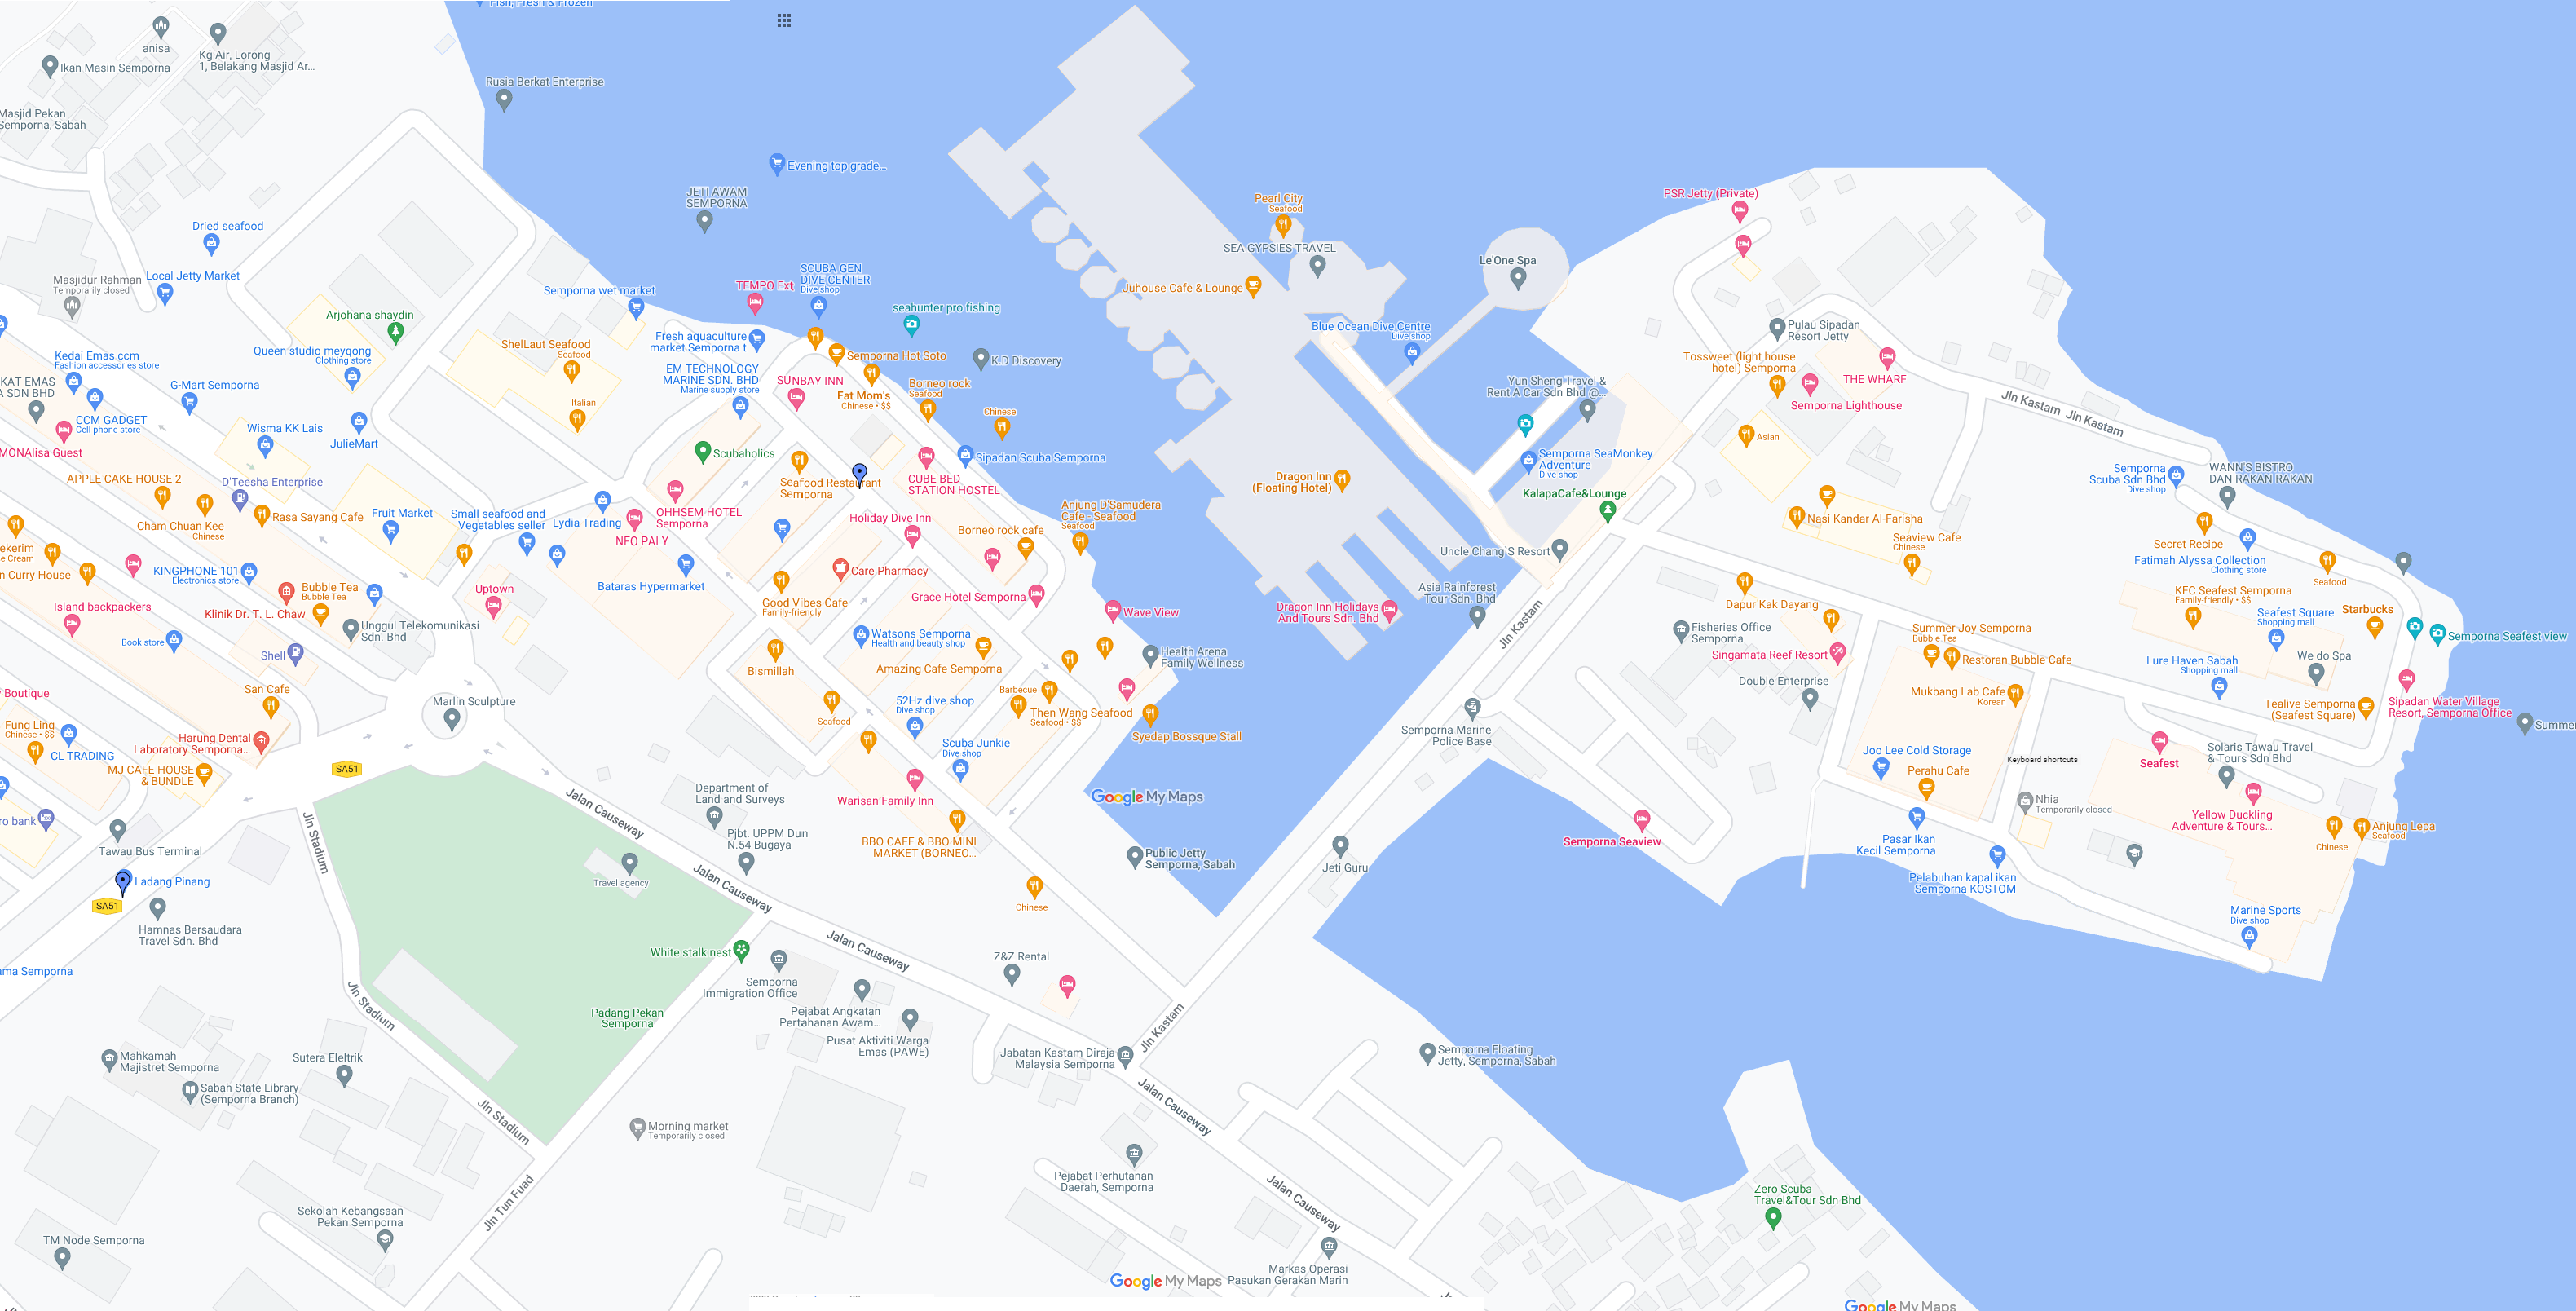 Fish, Fresh & Frozen
anisa
Kg Air, Lorong
1, Belakang Masjid Ar...
Ikan Masin Semporna
Masjid Pekan
Semporna, Sabah
Rusia Berkat Enterprise
Evening top grade...
JETI AWAM
SEMPORNA
Dried seafood
Local Jetty Market
Masjidur Rahman
Temporarily closed
Arjohana shaydin
Semporna wet market
TEMPO Ext
SCUBA GEN
DIVE CENTER
Dive shop
seahunter pro fishing
Fresh aquaculture
market Semporna t
ShelLaut Seafood
Seafood
Queen studio meyqong
Clothing store
Kedai Emas ccm
Fashion accessories store
KAT EMAS
A SDN BHD
G-Mart Semporna
CCM GADGET
Cell phone store
Wisma KK Lais
JulieMart
Italian
EM TECHNOLOGY
MARINE SDN. BHD
Marine supply store
SUNBAY INN
Semporna Hot Soto
K.D Discovery
Fat Mom's
Chinese • $$
Borneo rock
Seafood
Chinese
Sipadan Scuba Semporna
Scubaholics
Seafood Restaurant
Semporna
CUBE BED
STATION HOSTEL
MONAlisa Guest
APPLE CAKE HOUSE 2
D'Teesha Enterprise
Cham Chuan Kee
Chinese
Rasa Sayang Cafe
Fruit Market
Small seafood and
Vegetables seller
Lydia Trading
NEO PALY
OHHSEM HOTEL
Semporna
Holiday Dive Inn
Borneo rock cafe
Anjung D'Samudera
Cafe - Seafood
Seafood
ekerim
e Cream
n Curry House
KINGPHONE 101
Electronics store
Bubble Tea
Bubble Tea
Klinik Dr. T. L. Chaw
Uptown
Bataras Hypermarket
Care Pharmacy
Good Vibes Cafe
Family-friendly
Grace Hotel Semporna
Wave View
Island backpackers
Book store
Unggul Telekomunikasi
Sdn. Bhd
Shell
Watsons Semporna
Health and beauty shop
Amazing Cafe Semporna
Bismillah
Health Arena
Family Wellness
Boutique
San Cafe
Marlin Sculpture
Seafood
52Hz dive shop
Dive shop
Barbecue
Then Wang Seafood
Seafood • $$
Syedap Bossque Stall
Fung Ling
Chinese • $$
CL TRADING
Harung Dental
Laboratory Semporna...
MJ CAFE HOUSE
& BUNDLE
SA51
Scuba Junkie
Dive shop
Warisan Family Inn
Department of
Land and Surveys
Pjbt. UPPM Dun
N.54 Bugaya
BBO CAFE & BBO MINI
MARKET (BORNEO...
Google My Maps
Public Jetty
Semporna, Sabah
ro bank
Tawau Bus Terminal
Ladang Pinang
SA51
Hamnas Bersaudara
Travel Sdn. Bhd
ma Semporna
Jln Stadium
Jalan Causeway
Jalan Causeway
Jalan Causeway
Travel agency
Chinese
White stalk nest
Semporna
Immigration Office
Padang Pekan
Semporna
Pejabat Angkatan
Pertahanan Awam...
Pusat Aktiviti Warga
Emas (PAWE)
Z&Z Rental
Jln Stadium
Jln Kastam
Jabatan Kastam Diraja
Malaysia Semporna
Mahkamah
Majistret Semporna
Sutera Eleltrik
Sabah State Library
(Semporna Branch)
Jln Stadium
Morning market
Temporarily closed
Jalan Causeway
Pejabat Perhutanan
Daerah, Semporna
Jln Tun Fuad
Jalan Causeway
Sekolah Kebangsaan
Pekan Semporna
TM Node Semporna
Markas Operasi
Pasukan Gerakan Marin
Google My Maps
Pearl City
Seafood
SEA GYPSIES TRAVEL
Juhouse Cafe & Lounge
Le'One Spa
Blue Ocean Dive Centre
Dive shop
Yun Sheng Travel &
Rent A Car Sdn Bhd @...
Semporna SeaMonkey
Adventure
Dive shop
KalapaCafe&Lounge
Dragon Inn
(Floating Hotel)
Uncle Chang'S Resort
Asia Rainforest
Tour Sdn. Bhd
Dragon Inn Holidays
And Tours Sdn. Bhd
Jln Kastam
Semporna Marine
Police Base
Jeti Guru
Semporna Seaview
Semporna Floating
Jetty, Semporna, Sabah
Zero Scuba
Travel&Tour Sdn Bhd
PSR Jetty (Private)
Pulau Sipadan
Resort Jetty
Tossweet (light house
hotel) Semporna
THE WHARF
Semporna Lighthouse
Asian
Jln Kastam
Jln Kastam
Nasi Kandar Al-Farisha
Seaview Cafe
Chinese
Semporna
Scuba Sdn Bhd
Dive shop
WANN'S BISTRO
DAN RAKAN RAKAN
Secret Recipe
Fatimah Alyssa Collection
Clothing store
Seafood
Dapur Kak Dayang
Fisheries Office
Semporna
Singamata Reef Resort
Double Enterprise
Summer Joy Semporna
Bubble Tea
Restoran Bubble Cafe
Mukbang Lab Cafe
Korean
KFC Seafest Semporna
Family-friendly • $$
Seafest Square
Shopping mall
Starbucks
Semporna Seafest view
Lure Haven Sabah
Shopping mall
We do Spa
Tealive Semporna
(Seafest Square)
Sipadan Water Village
Resort, Semporna Office
Summer
Joo Lee Cold Storage
Perahu Cafe
Keyboard shortcuts
Seafest
Solaris Tawau Travel
& Tours Sdn Bhd
Nhia
Temporarily closed
Yellow Duckling
Adventure & Tours...
Pasar Ikan
Kecil Semporna
Pelabuhan kapal ikan
Semporna KOSTOM
Anjung Lepa
Seafood
Chinese
Marine Sports
Dive shop
Google My Maps